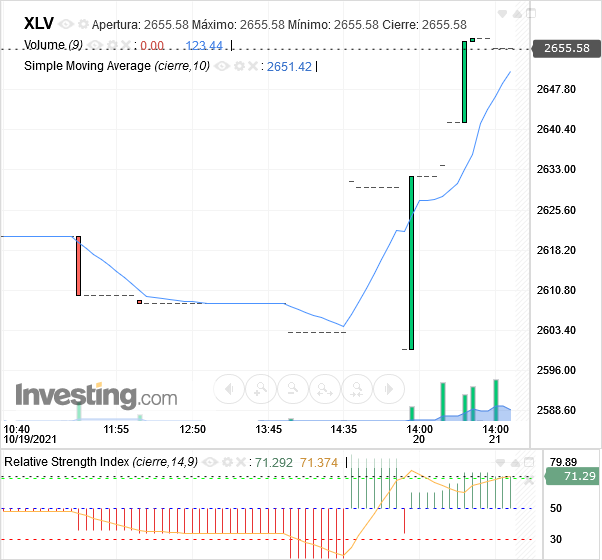 XLV Apertura: 2655.58 Máximo: 2655.58 Mínimo: 2655.58 Cierre: 2655.58
Volume (9) : 0.00 123.44
Simple Moving Average (cierre,10) : 2651.42
2655.58
2647.80
2640.40
2633.00
2625.60
2618.20
2610.80
2603.40
2596.00
2588.60
Investing.com
10:40 11:55 12:50 13:45 14:35 14:00 14:00
10/19/2021 20 21
Relative Strength Index (cierre,14,9) : 71.292 71.374
79.89
71.29
50
30